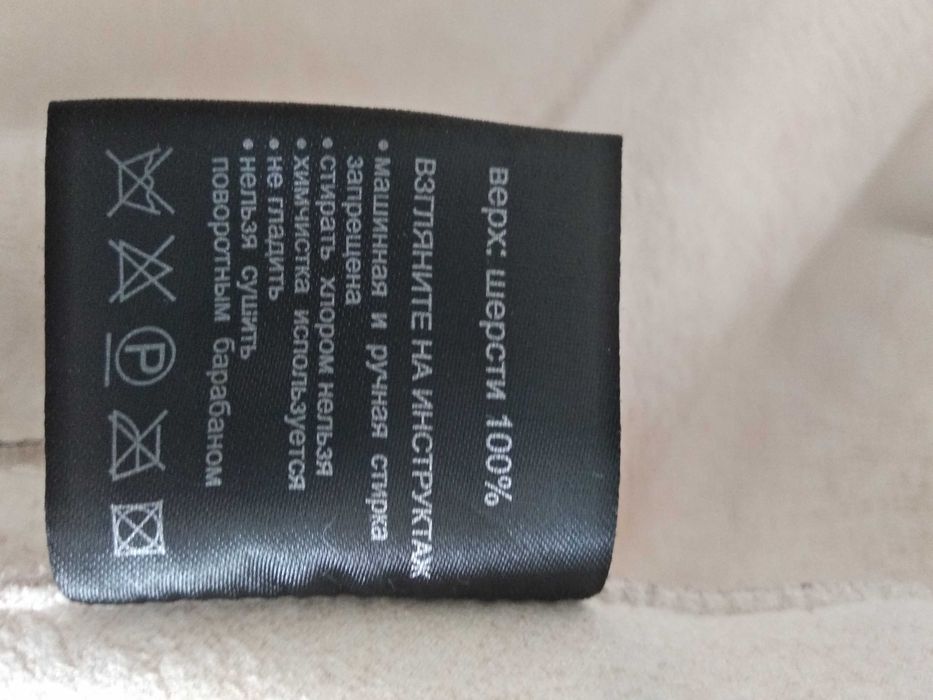 верх: шерсти 100%
ВЗГЛЯНИТЕ НА ИНСТРУКТАЖ
• машинная и ручная стирка
запрещена
• стирать хлором нельзя
• химчистка используется
• не гладить
• нельзя сушить
поворотным барабаном
P